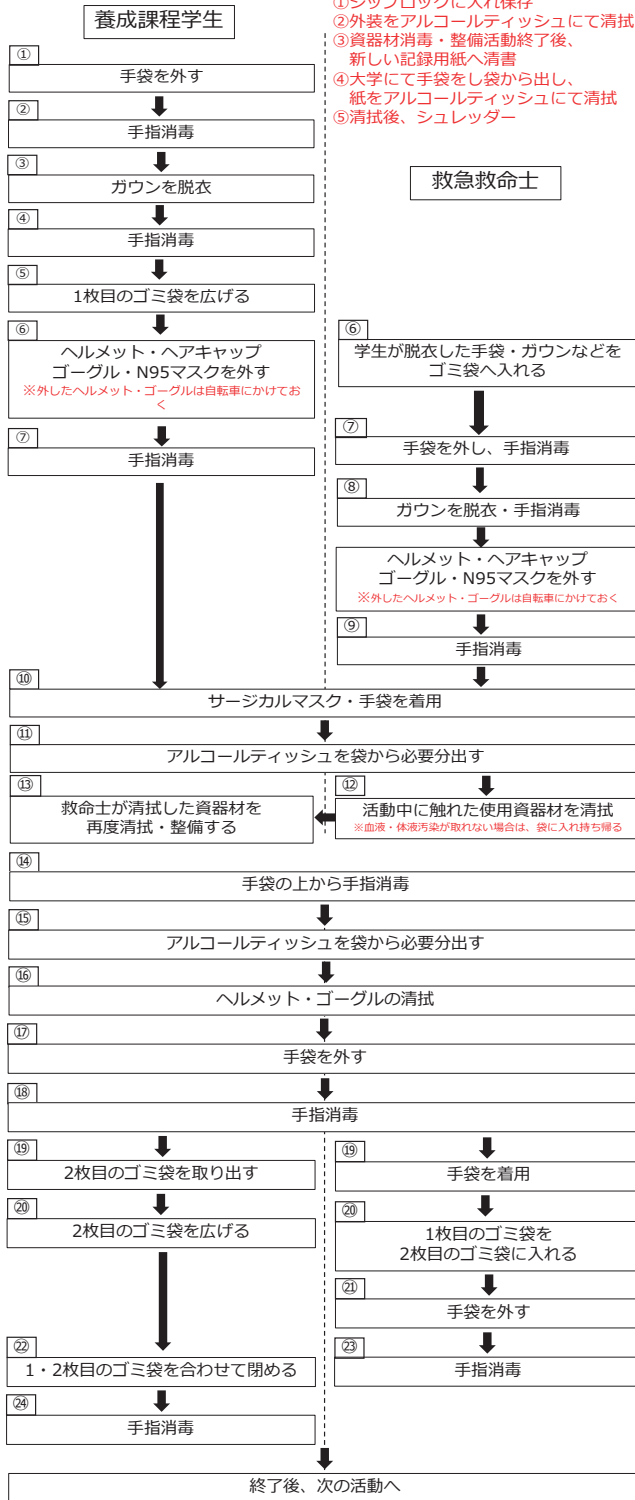 養成課程学生
①ジップロックに入れ保存
②外装をアルコールティッシュにて清拭
③資器材消毒・整備活動終了後、
新しい記録用紙へ清書
④大学にて手袋をし袋から出し、
紙をアルコールティッシュにて清拭
⑤清拭後、シュレッダー
救急救命士
①
手袋を外す
②
手指消毒
③
ガウンを脱衣
④
手指消毒
⑤
1枚目のゴミ袋を広げる
⑥
ヘルメット・ヘアキャップ
ゴーグル・N95マスクを外す
※外したヘルメット・ゴーグルは自転車にかけてお
く
⑦
手指消毒
⑥
学生が脱衣した手袋・ガウンなどを
ゴミ袋へ入れる
⑦
手袋を外し、手指消毒
⑧
ガウンを脱衣・手指消毒
ヘルメット・ヘアキャップ
ゴーグル・N95マスクを外す
※外したヘルメット・ゴーグルは自転車にかけておく
⑨
手指消毒
⑩
サージカルマスク・手袋を着用
⑪
アルコールティッシュを袋から必要分出す
⑬
救命士が清拭した資器材を
再度清拭・整備する
⑫
活動中に触れた使用資器材を清拭
※血液・体液汚染が取れない場合は、袋に入れ持ち帰る
⑭
手袋の上から手指消毒
⑮
アルコールティッシュを袋から必要分出す
⑯
ヘルメット・ゴーグルの清拭
⑰
手袋を外す
⑱
手指消毒
⑲
2枚目のゴミ袋を取り出す
⑳
2枚目のゴミ袋を広げる
⑲
手袋を着用
⑳
1枚目のゴミ袋を
2枚目のゴミ袋に入れる
㉑
手袋を外す
㉒
1・2枚目のゴミ袋を合わせて閉める
㉓
手指消毒
㉔
手指消毒
終了後、次の活動へ